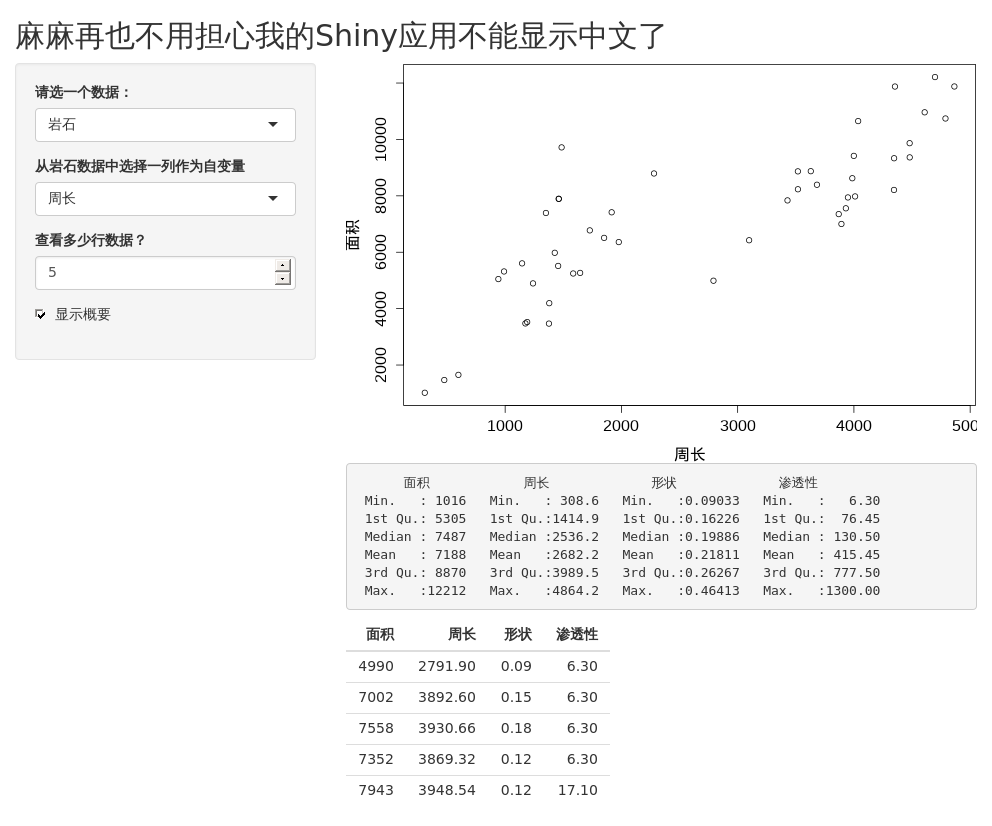 麻麻再也不用担心我的Shiny应用不能显示中文了
请选一个数据：
岩石
从岩石数据中选择一列作为自变量
周长
查看多少行数据？
5
显示概要
面积
10000
8000
6000
4000
2000
1000 2000 3000 4000 500
周长
面积 周长 形状 渗透性
Min. : 1016 Min. : 308.6 Min. :0.09033 Min. : 6.30
1st Qu.: 5305 1st Qu.:1414.9 1st Qu.:0.16226 1st Qu.: 76.45
Median : 7487 Median :2536.2 Median :0.19886 Median : 130.50
Mean : 7188 Mean :2682.2 Mean :0.21811 Mean : 415.45
3rd Qu.: 8870 3rd Qu.:3989.5 3rd Qu.:0.26267 3rd Qu.: 777.50
Max. :12212 Max. :4864.2 Max. :0.46413 Max. :1300.00
面积 周长 形状 渗透性
4990 2791.90 0.09 6.30
7002 3892.60 0.15 6.30
7558 3930.66 0.18 6.30
7352 3869.32 0.12 6.30
7943 3948.54 0.12 17.10